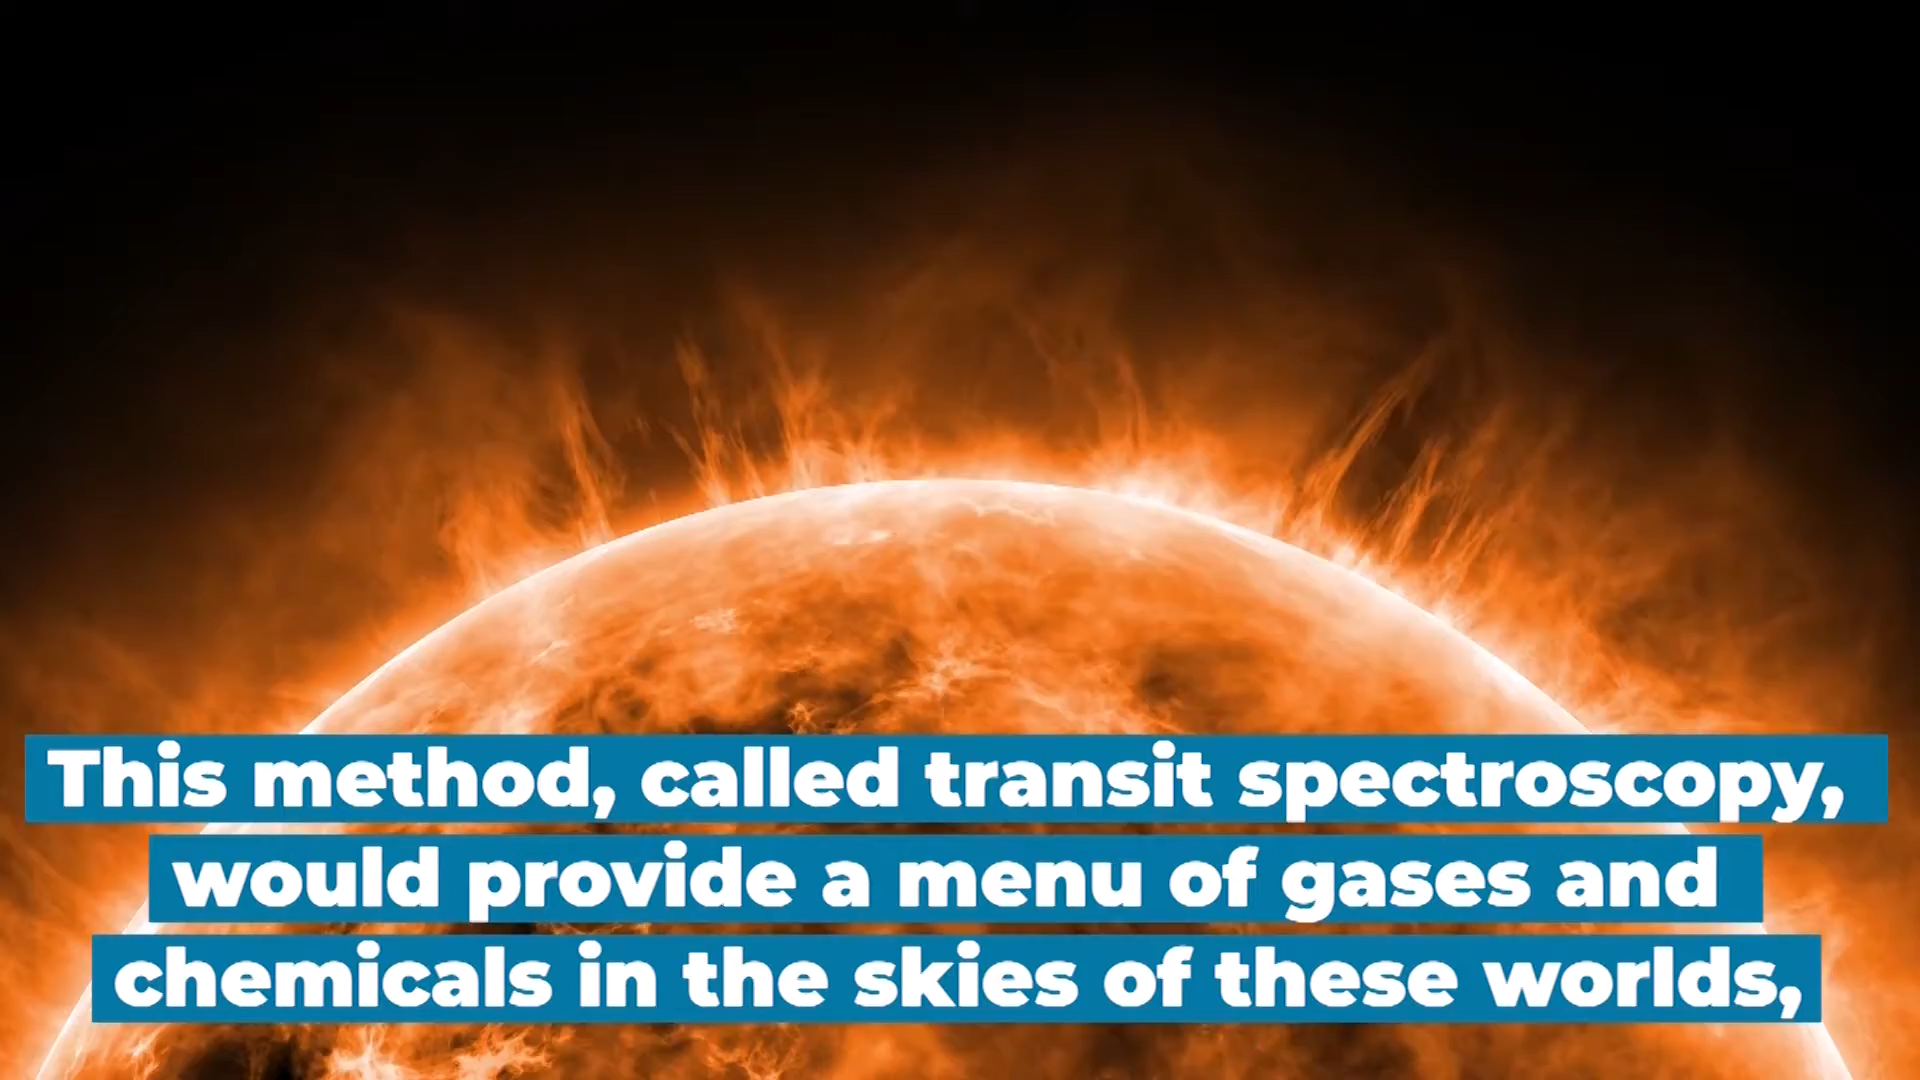 This method, called transit spectroscopy,
would provide a menu of gases and
chemicals in the skies of these worlds,